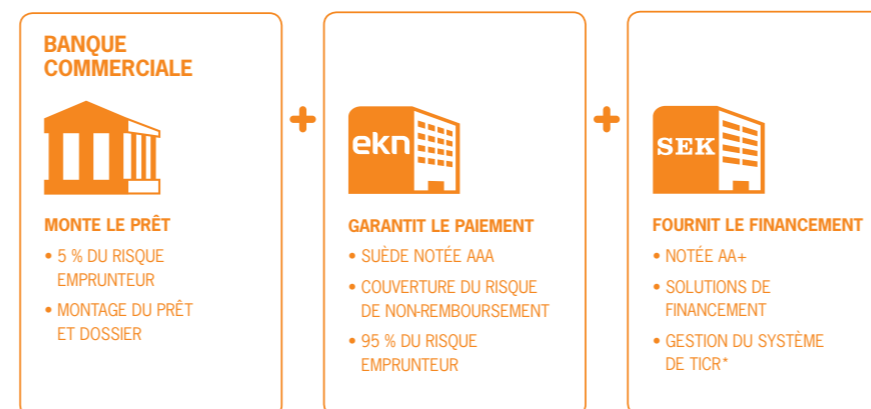 BANQUE
COMMERCIALE
MONTE LE PRÊT
• 5 % DU RISQUE
EMPRUNTEUR
• MONTAGE DU PRÊT
ET DOSSIER
+
ekn
GARANTIT LE PAIEMENT
• SUÈDE NOTÉE AAA
• COUVERTURE DU RISQUE
DE NON-REMBOURSEMENT
• 95 % DU RISQUE
EMPRUNTEUR
+
SEK
FOURNIT LE FINANCEMENT
• NOTÉE AA+
• SOLUTIONS DE
FINANCEMENT
• GESTION DU SYSTÈME
DE TICR*